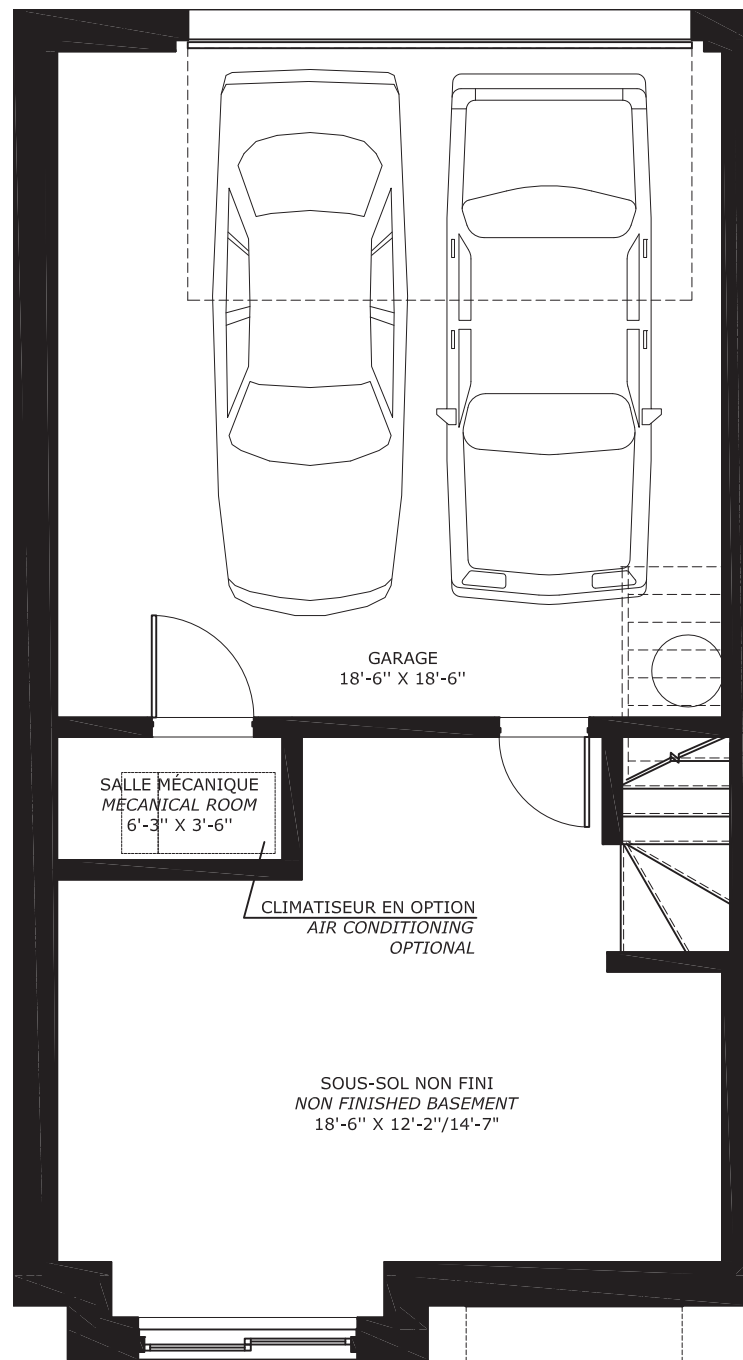 GARAGE
18'-6" X 18'-6"
SALLE MÉCANIQUE
MECANICAL ROOM
6'-3" X 3'-6"
CLIMATISEUR EN OPTION
AIR CONDITIONING
OPTIONAL
SOUS-SOL NON FINI
NON FINISHED BASEMENT
18'-6" X 12'-2"/14'-7"